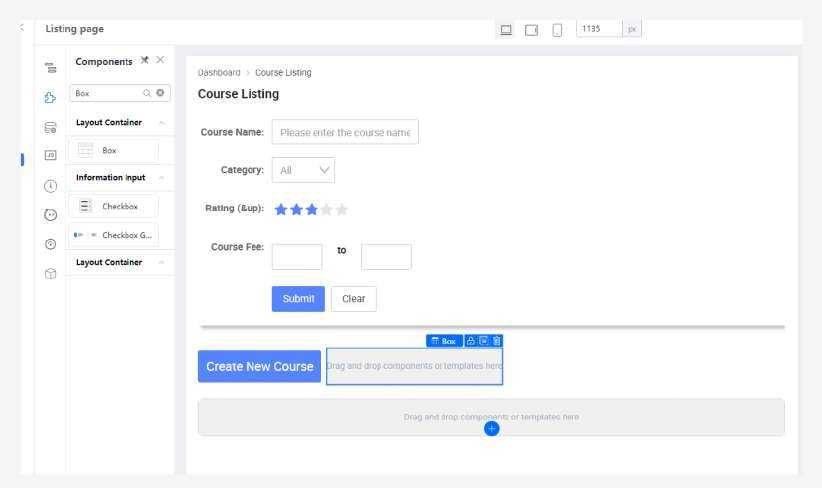 Listing page
1135 px
Components
Box
Layout Container
Box
Information Input
Checkbox
Checkbox G...
Layout Container
Dashboard > Course Listing
Course Listing
Course Name: Please enter the course name
Category: All
Rating (&up):
Course Fee: to
Submit Clear
Box
Create New Course Drag and drop components or templates here
Drag and drop components or templates here